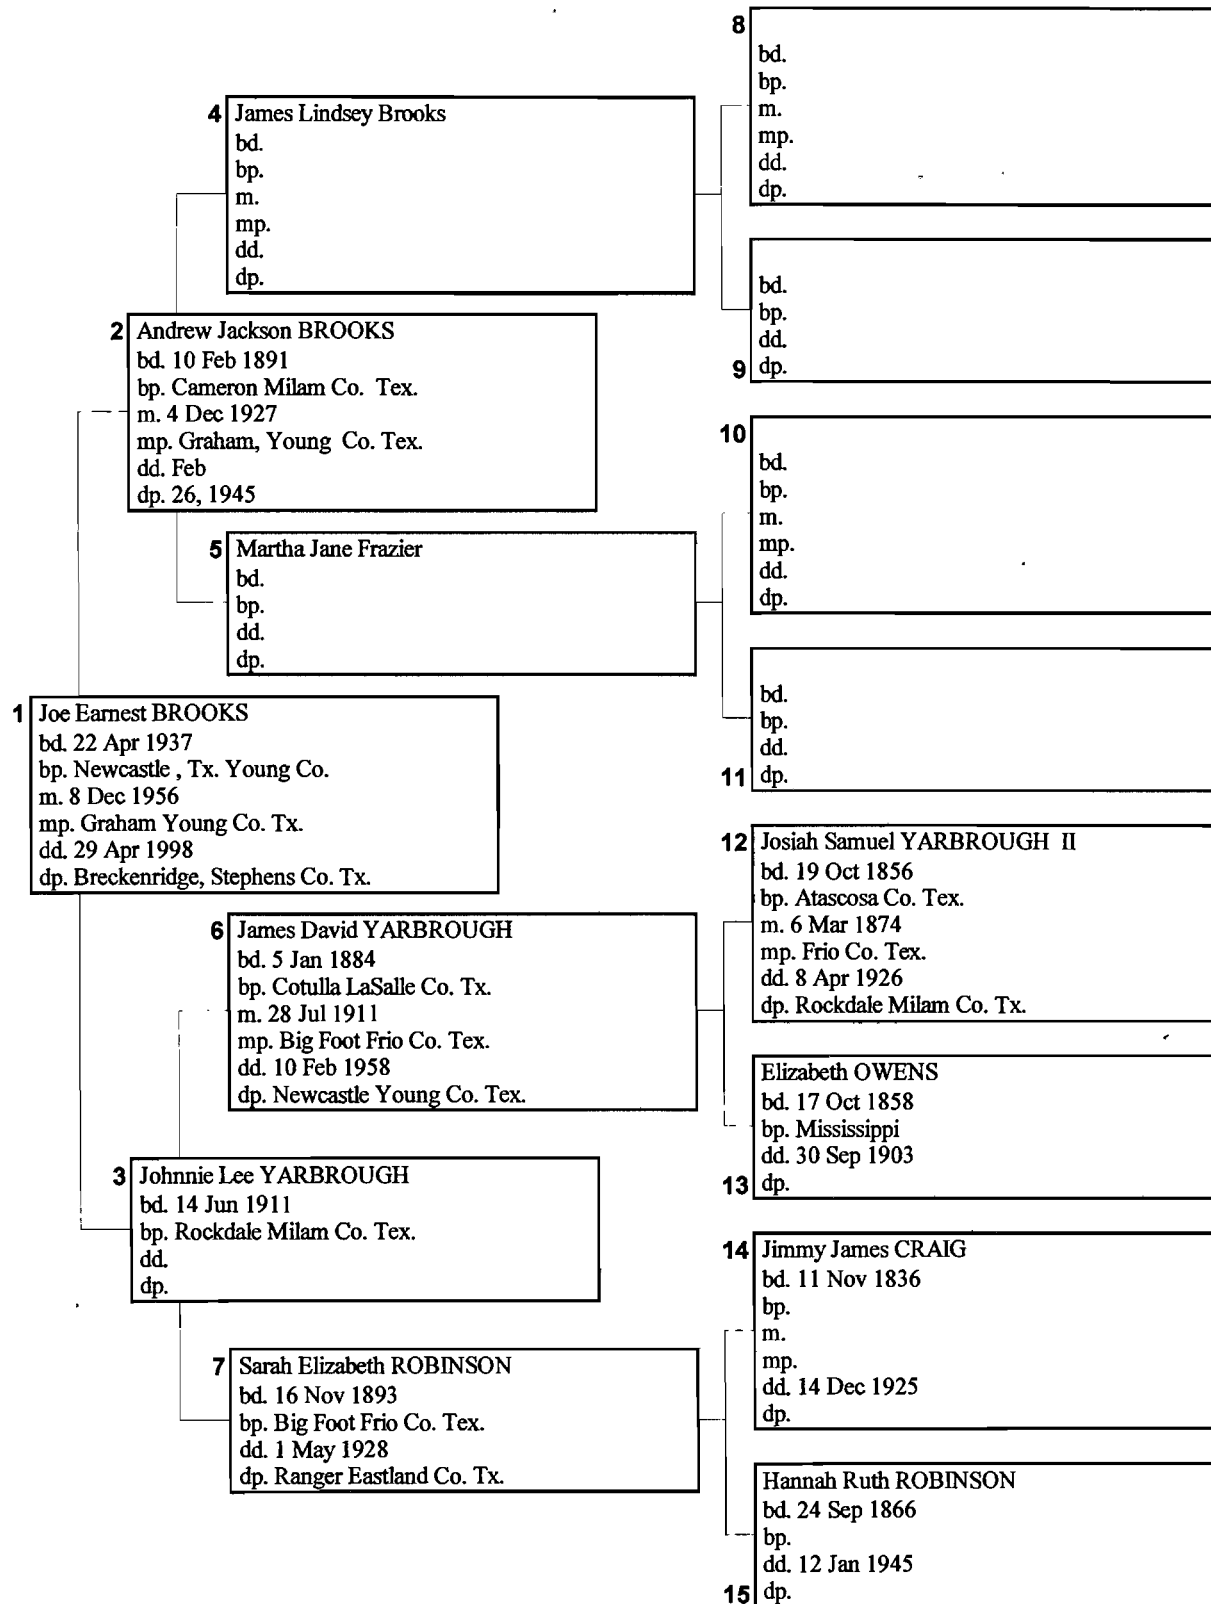 8
bd.
bp.
m.
mp.
dd.
dp.
4 James Lindsey Brooks
bd.
bp.
m.
mp.
dd.
dp.
bd.
bp.
dd.
9 dp.
2 Andrew Jackson BROOKS
bd. 10 Feb 1891
bp. Cameron Milam Co. Tex.
m. 4 Dec 1927
mp. Graham, Young Co. Tex.
dd. Feb
dp. 26, 1945
10
bd.
bp.
m.
mp.
dd.
dp.
5 Martha Jane Frazier
bd.
bp.
dd.
dp.
bd.
bp.
dd.
11 dp.
1 Joe Earnest BROOKS
bd. 22 Apr 1937
bp. Newcastle , Tx. Young Co.
m. 8 Dec 1956
mp. Graham Young Co. Tx.
dd. 29 Apr 1998
dp. Breckenridge, Stephens Co. Tx.
12 Josiah Samuel YARBROUGH II
bd. 19 Oct 1856
bp. Atascosa Co. Tex.
m. 6 Mar 1874
mp. Frio Co. Tex.
dd. 8 Apr 1926
dp. Rockdale Milam Co. Tx.
6 James David YARBROUGH
bd. 5 Jan 1884
bp. Cotulla LaSalle Co. Tx.
m. 28 Jul 1911
mp. Big Foot Frio Co. Tex.
dd. 10 Feb 1958
dp. Newcastle Young Co. Tex.
Elizabeth OWENS
bd. 17 Oct 1858
bp. Mississippi
dd. 30 Sep 1903
13 dp.
3 Johnnie Lee YARBROUGH
bd. 14 Jun 1911
bp. Rockdale Milam Co. Tex.
dd.
dp.
14 Jimmy James CRAIG
bd. 11 Nov 1836
bp.
m.
mp.
dd. 14 Dec 1925
dp.
7 Sarah Elizabeth ROBINSON
bd. 16 Nov 1893
bp. Big Foot Frio Co. Tex.
dd. 1 May 1928
dp. Ranger Eastland Co. Tx.
Hannah Ruth ROBINSON
bd. 24 Sep 1866
bp.
dd. 12 Jan 1945
15 dp.